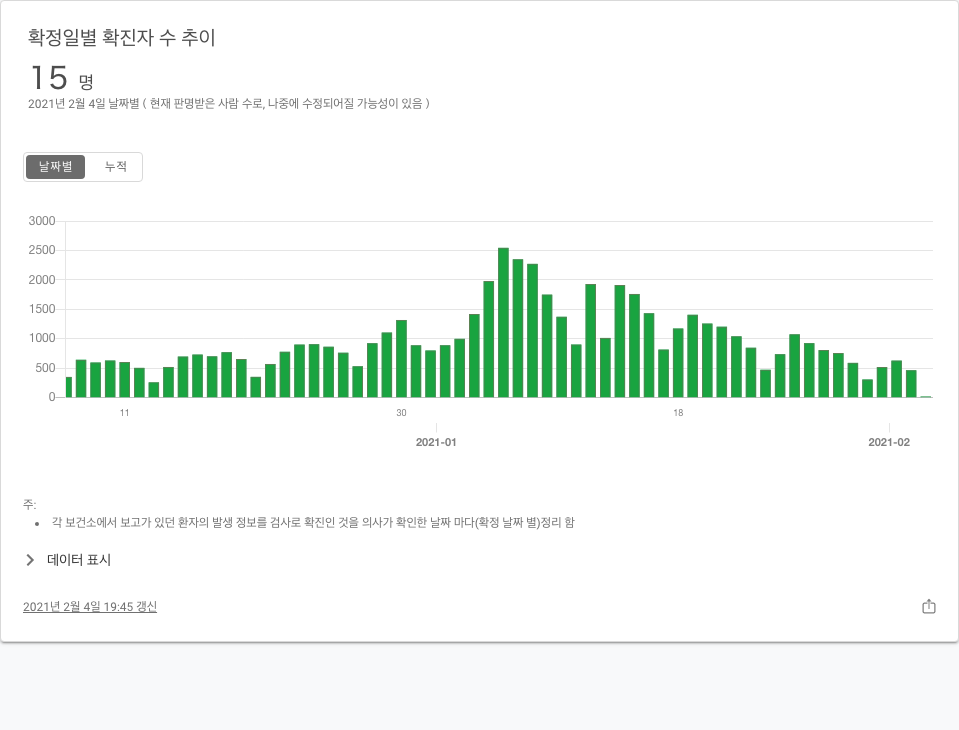 확정일별 확진자 수 추이
15 명
2021년 2월 4일 날짜별 ( 현재 판명받은 사람 수로, 나중에 수정되어질 가능성이 있음 )
날짜별 누적
3000
2500
2000
1500
1000
500
0
11 30 18
2021-01 2021-02
주:
• 각 보건소에서 보고가 있던 환자의 발생 정보를 검사로 확진인 것을 의사가 확인한 날짜 마다(확정 날짜 별)정리 함
데이터 표시
2021년 2월 4일 19:45 갱신